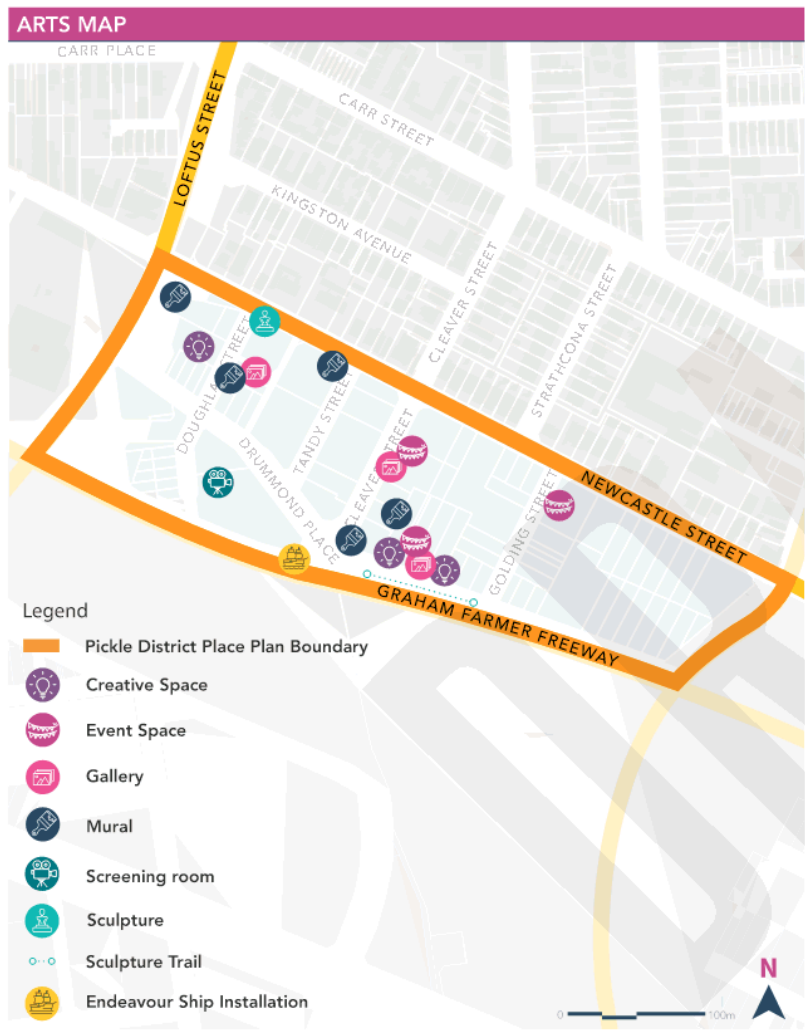 ARTS MAP
CARR PLACE
LOFTUS STREET
CARR STREET
KINGSTON AVENUE
CLEAVER STREET
STRATHCONA STREET
STREET
TANDY STREET
DRUMMOND PLACE
CLEAVER STREET
GOLDING STREET
NEWCASTLE STREET
GRAHAM FARMER FREEWAY
Legend
Pickle District Place Plan Boundary
Creative Space
Event Space
Gallery
Mural
Screening room
Sculpture
Sculpture Trail
Endeavour Ship Installation
N
0 100m